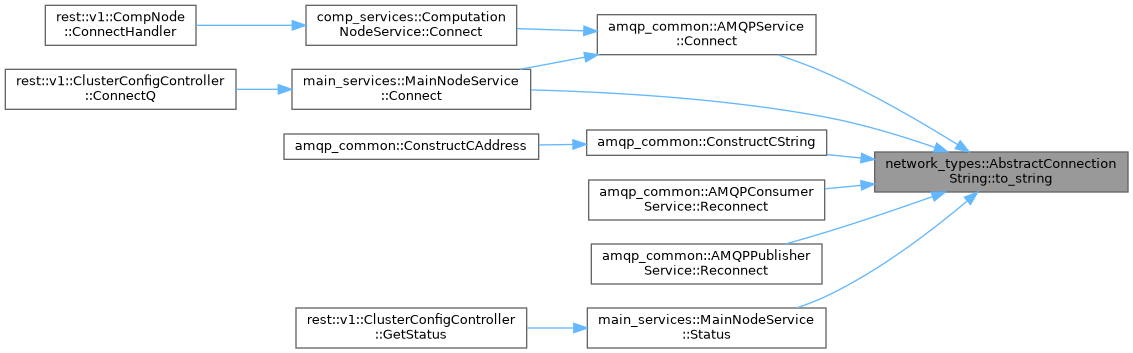 rest::v1::CompNode
::ConnectHandler
comp_services::Computation
NodeService::Connect
amqp_common::AMQPService
::Connect
rest::v1::ClusterConfigController
::ConnectQ
main_services::MainNodeService
::Connect
amqp_common::ConstructCAddress
amqp_common::ConstructCString
network_types::AbstractConnection
String::to_string
amqp_common::AMQPConsumer
Service::Reconnect
amqp_common::AMQPPublisher
Service::Reconnect
rest::v1::ClusterConfigController
::GetStatus
main_services::MainNodeService
::Status